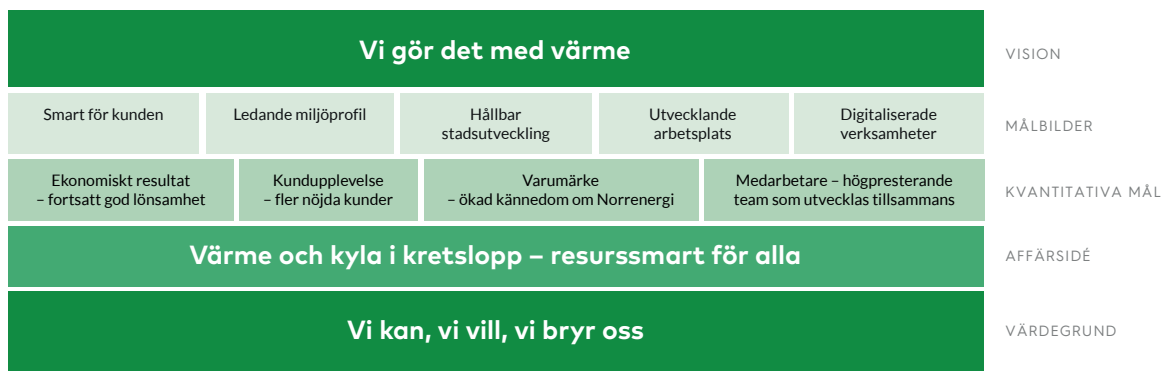 Vi gör det med värme
VISION
Smart för kunden
Ledande miljöprofil
Hållbar
stadsutveckling
Utvecklande
arbetsplats
Digitaliserade
verksamheter
MÅLBILDER
Ekonomiskt resultat
– fortsatt god lönsamhet
Kundupplevelse
– fler nöjda kunder
Varumärke
– ökad kännedom om Norrenergi
Medarbetare – högpresterande
team som utvecklas tillsammans
KVANTITATIVA MÅL
Värme och kyla i kretslopp – resurssmart för alla
AFFÄRSIDÉ
Vi kan, vi vill, vi bryr oss
VÄRDEGRUND